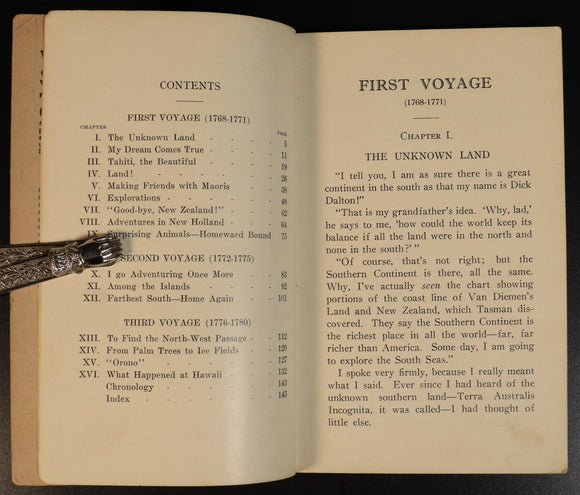 CONTENTS
FIRST VOYAGE (1768-1771)
CHAPTER PAGE
I. The Unknown Land - - - - 5
II. My Dream Comes True - - - - 11
III. Tahiti, the Beautiful - - - - 19
IV. Land! - - - - - 26
V. Making Friends with Maoris - - - 38
VI. Explorations - - - - - 48
VII. "Good-bye, New Zealand!" - - - 62
VIII. Adventures in New Holland - - - 64
IX. Surprising Animals—Homeward Round 75
SECOND VOYAGE (1772-1775)
X. I go Adventuring Once More - - - 83
XI. Among the Islands - - - - 92
XII. Farthest South—Home Again - - - 101
THIRD VOYAGE (1776-1780)
XIII. To Find the North-West Passage - - 112
XIV. From Palm Trees to Ice Fields - - 120
XV. "Orono" - - - - - 127
XVI. What Happened at Hawaii - - - 132
Chronology - - - - - 143
Index - - - - - - 145
FIRST VOYAGE
(1768-1771)
CHAPTER I.
THE UNKNOWN LAND
"I tell you, I am as sure there is a great
continent in the south as that my name is Dick
Dalton!"
"That is my grandfather's idea. 'Why, lad,'
he says to me, 'how could the world keep its
balance if all the land were in the north and
none in the south?'"
"Of course, that's not right; but the
Southern Continent is there, all the same.
Why, I've actually seen the chart showing
portions of the coast line of Van Diemen's
Land and New Zealand, which Tasman dis-
covered. They say the Southern Continent is
the richest place in all the world—far, far
richer than America. Some day, I am going
to explore the South Seas."
I spoke very firmly, because I really meant
what I said. Ever since I had heard of the
unknown southern land—Terra Australis
Incognita, it was called—I had thought of
little else.